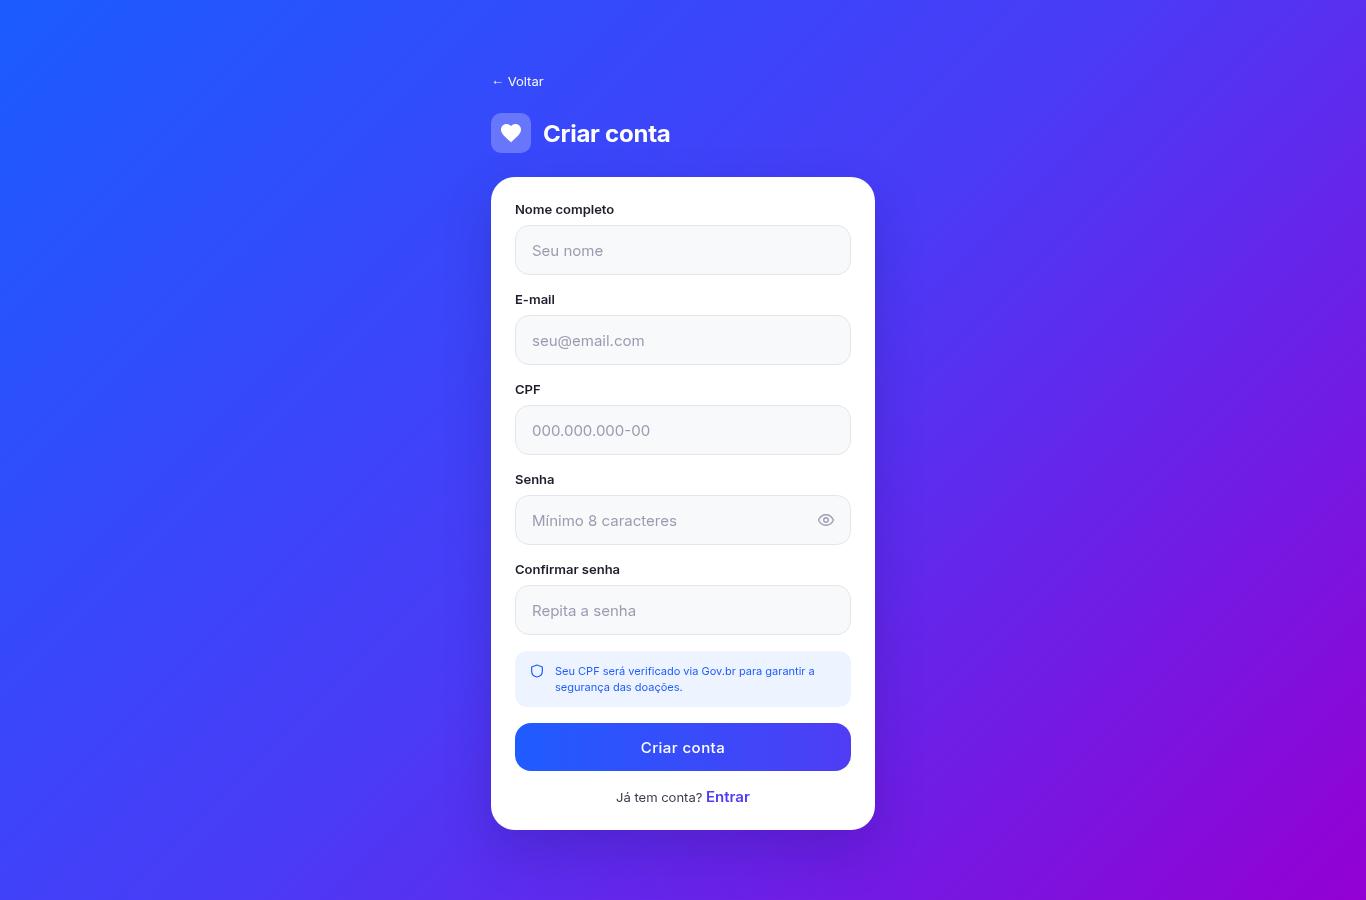 ← Voltar
Criar conta
Nome completo
Seu nome
E-mail
seu@email.com
CPF
000.000.000-00
Senha
Mínimo 8 caracteres
Confirmar senha
Repita a senha
Seu CPF será verificado via Gov.br para garantir a
segurança das doações.
Criar conta
Já tem conta? Entrar